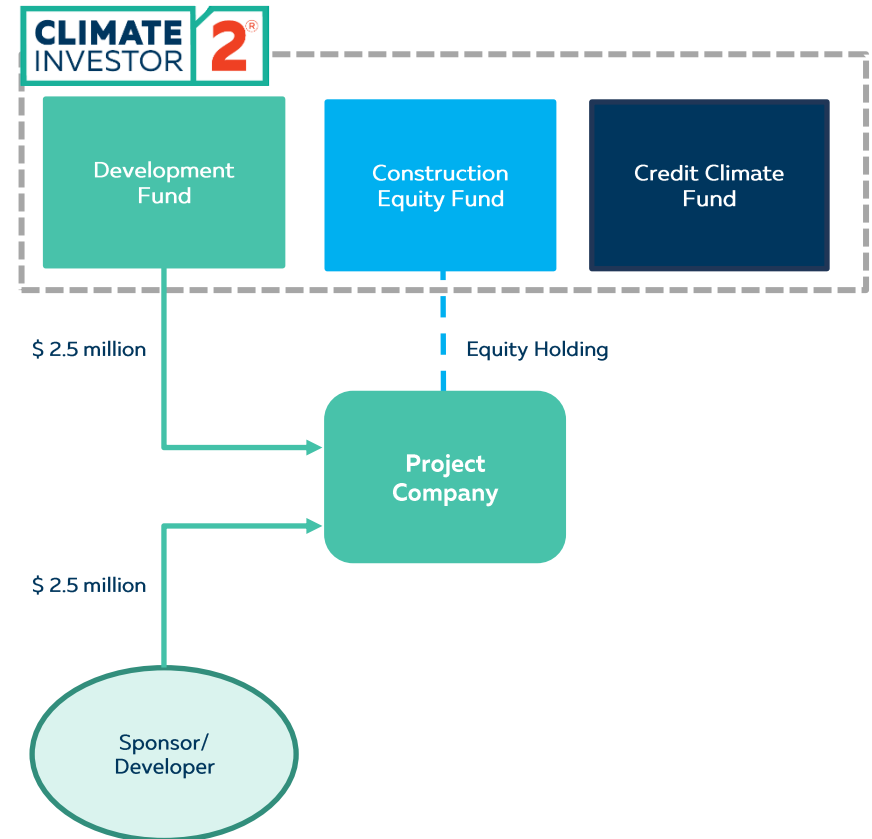 CLIMATE
INVESTOR
2®
Development
Fund
Construction
Equity Fund
Credit Climate
Fund
$ 2.5 million
Equity Holding
Project
Company
$ 2.5 million
Sponsor/
Developer